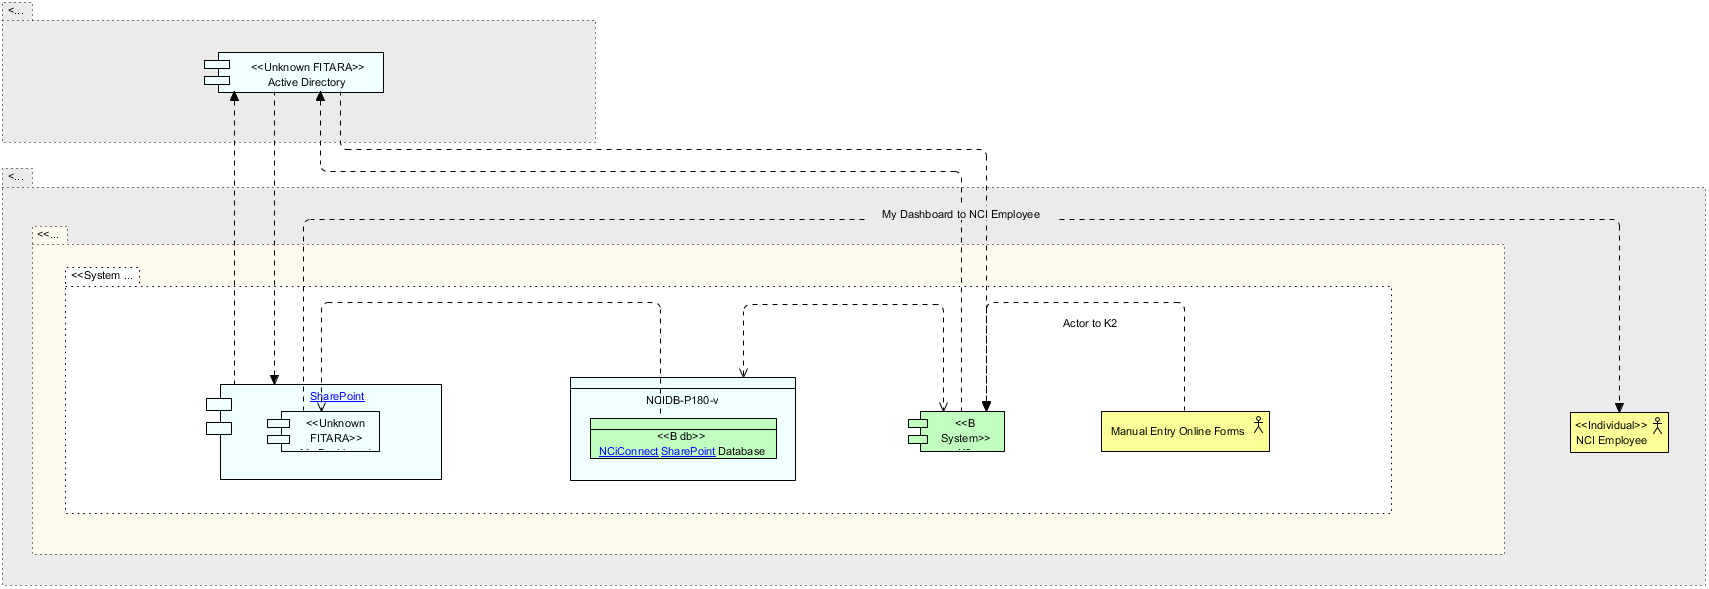 <...
<<Unknown FITARA>>
Active Directory
<...
My Dashboard to NCI Employee
<<...
<<System ...
Actor to K2
SharePoint
<<Unknown
FITARA>>
NCIDB-P180-v
<<B db>>
NCiConnect SharePoint Database
<<B
System>>
Manual Entry Online Forms
<<Individual>>
NCI Employee